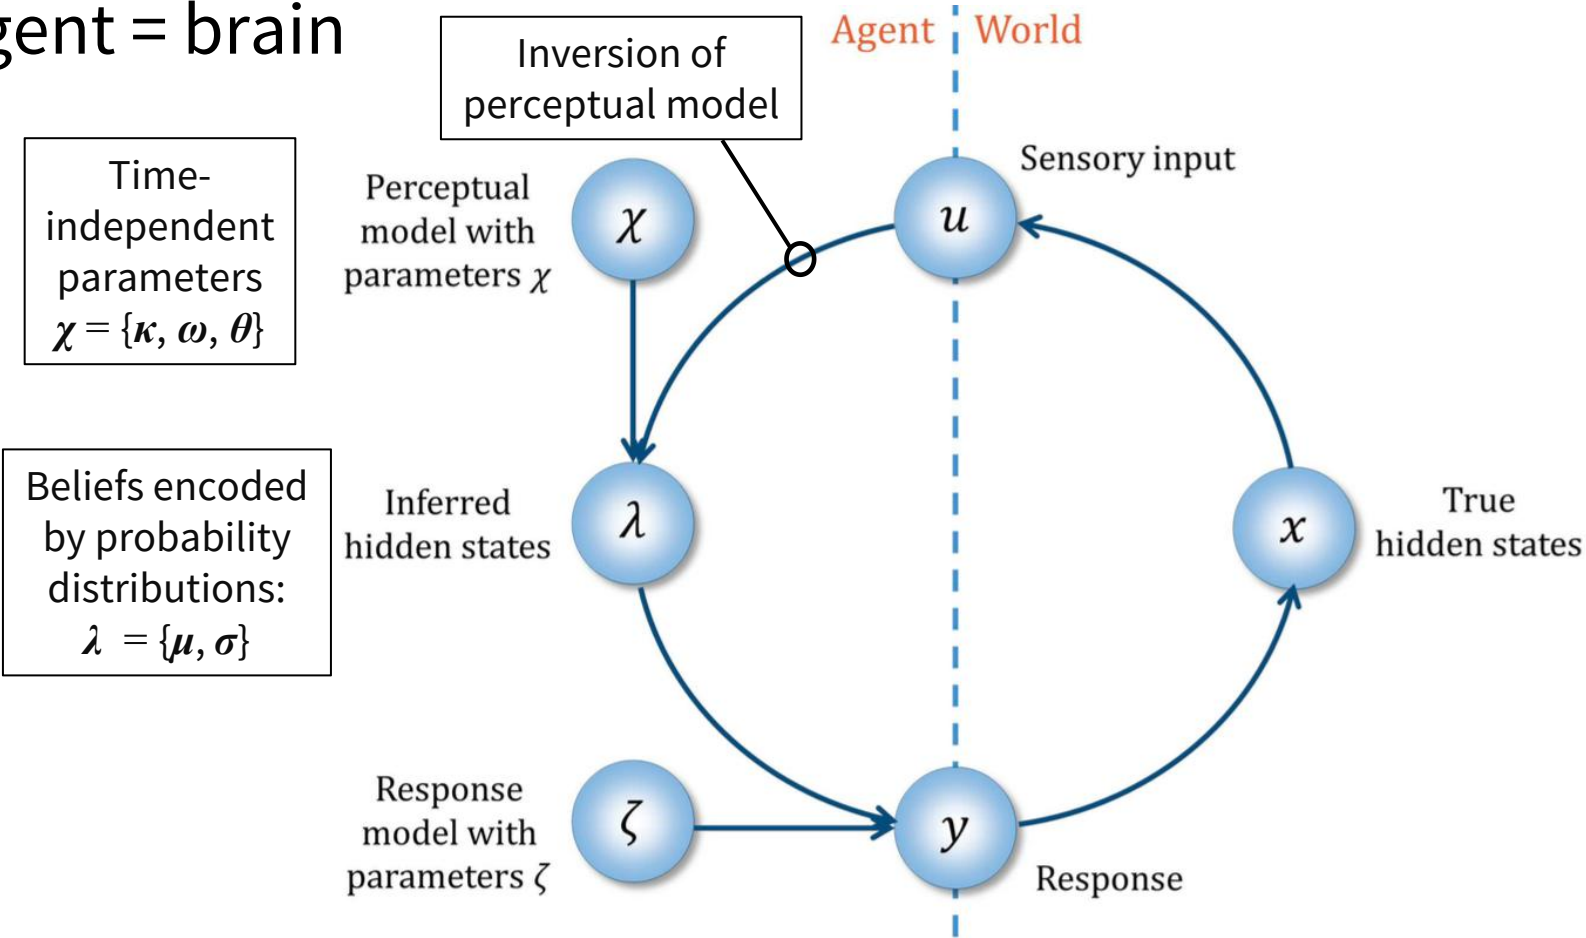 gent = brain
Inversion of
perceptual model
Agent
World
Time-
independent
parameters
χ = {κ, ω, θ}
Perceptual
model with
parameters χ
χ
u
Sensory input
Beliefs encoded
by probability
distributions:
λ = {μ, σ}
Inferred
hidden states
λ
x
True
hidden states
Response
model with
parameters ζ
ζ
y
Response